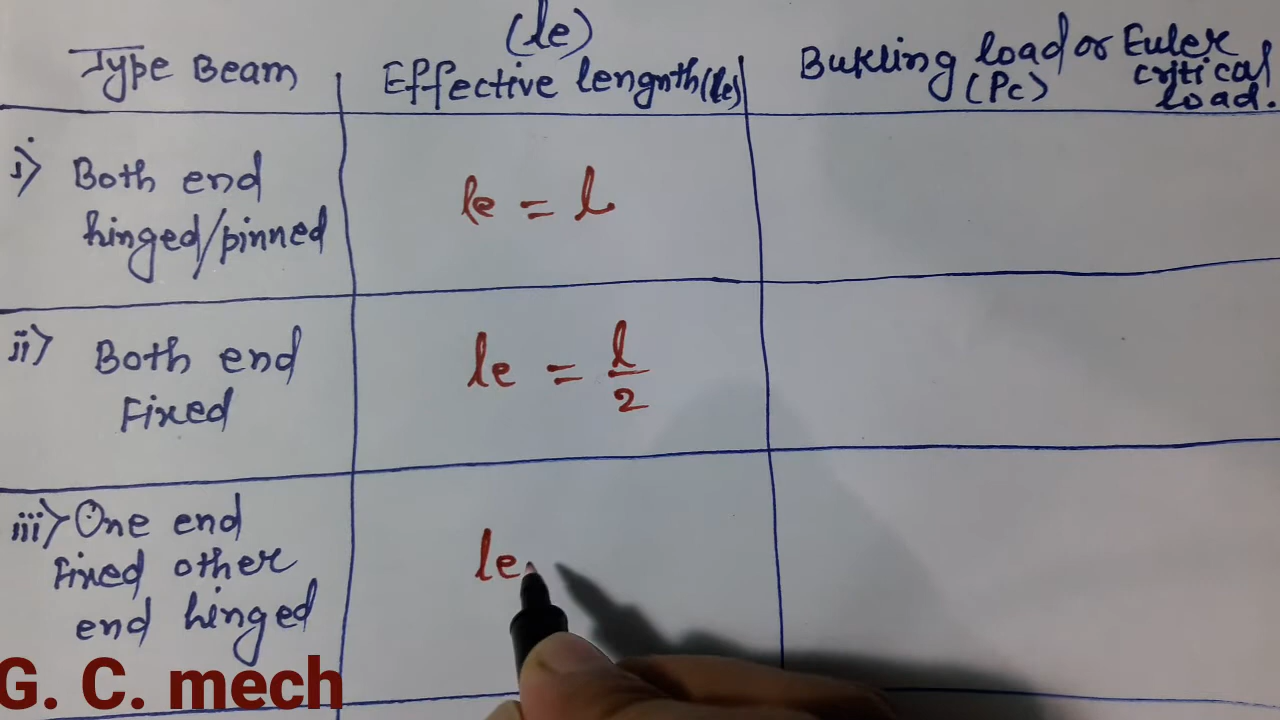 Type Beam
(le)
Effective lengnth(le)
Bukling load or Euler
(Pc) critical
load.
i) Both end
hinged/pinned
le = l
ii) Both end
Fixed
le = l/2
iii) One end
Fixed other
end hinged
le
G. C. mech